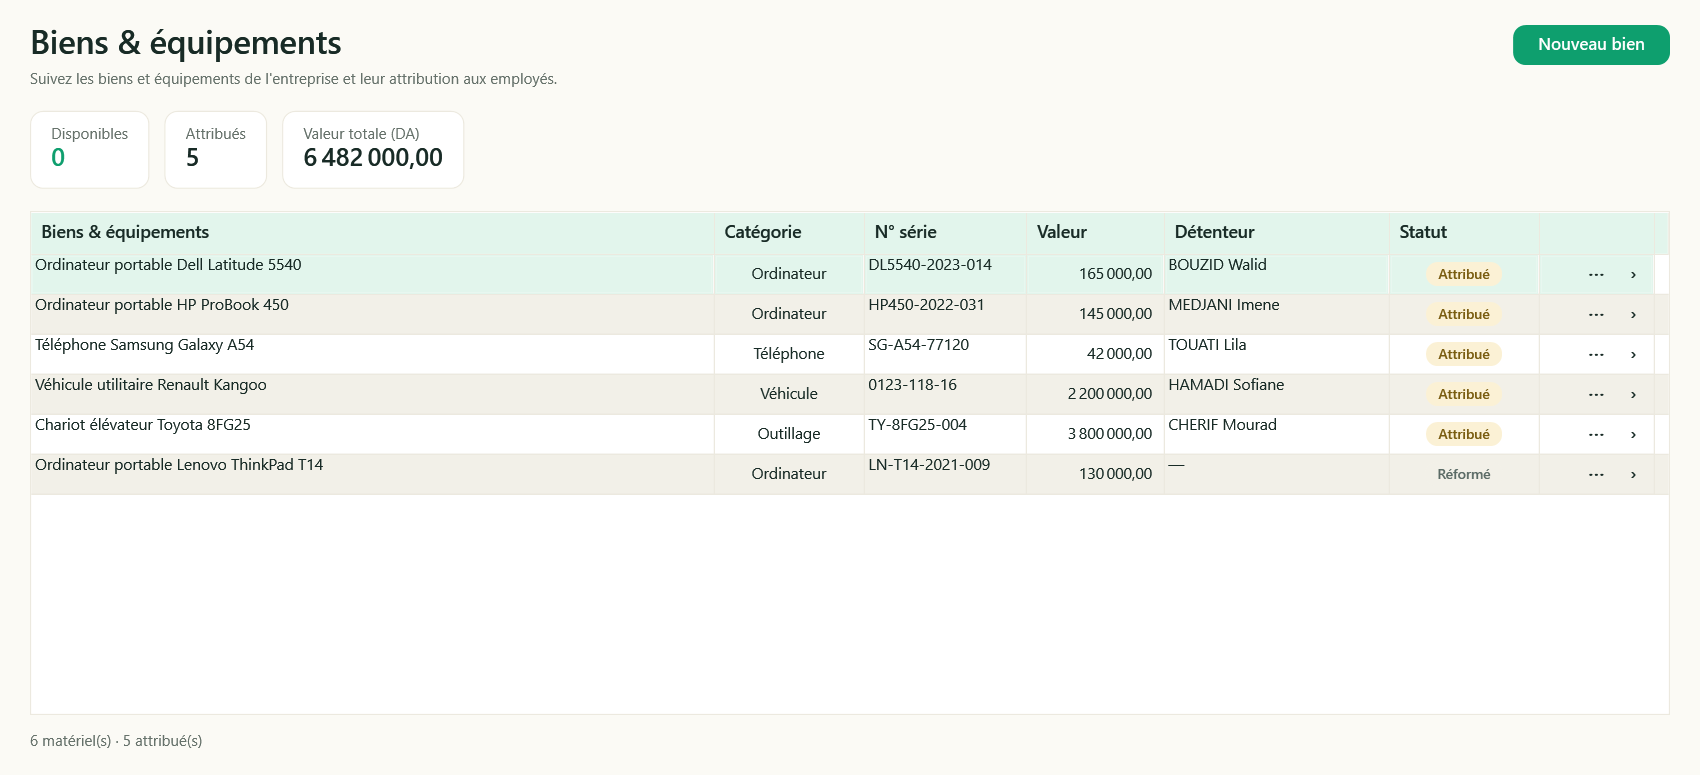 Biens & équipements
Nouveau bien
Suivez les biens et équipements de l'entreprise et leur attribution aux employés.
Disponibles
0
Attribués
5
Valeur totale (DA)
6 482 000,00
Biens & équipements Catégorie N° série Valeur Détenteur Statut
Ordinateur portable Dell Latitude 5540 Ordinateur DL5540-2023-014 165 000,00 BOUZID Walid Attribué ··· ›
Ordinateur portable HP ProBook 450 Ordinateur HP450-2022-031 145 000,00 MEDJANI Imene Attribué ··· ›
Téléphone Samsung Galaxy A54 Téléphone SG-A54-77120 42 000,00 TOUATI Lila Attribué ··· ›
Véhicule utilitaire Renault Kangoo Véhicule 0123-118-16 2 200 000,00 HAMADI Sofiane Attribué ··· ›
Chariot élévateur Toyota 8FG25 Outillage TY-8FG25-004 3 800 000,00 CHERIF Mourad Attribué ··· ›
Ordinateur portable Lenovo ThinkPad T14 Ordinateur LN-T14-2021-009 130 000,00 — Réformé ··· ›
6 matériel(s) · 5 attribué(s)